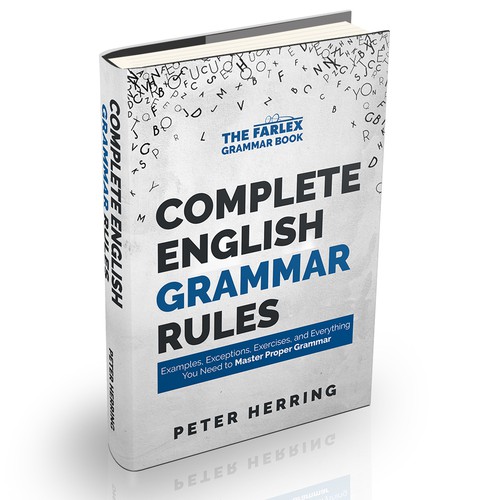 THE FARLEX
GRAMMAR BOOK
COMPLETE
ENGLISH
GRAMMAR
RULES
Examples, Exceptions, Exercises, and Everything
You Need to Master Proper Grammar
PETER HERRING
COMPLETE ENGLISH
GRAMMAR RULES
PETER HERRING